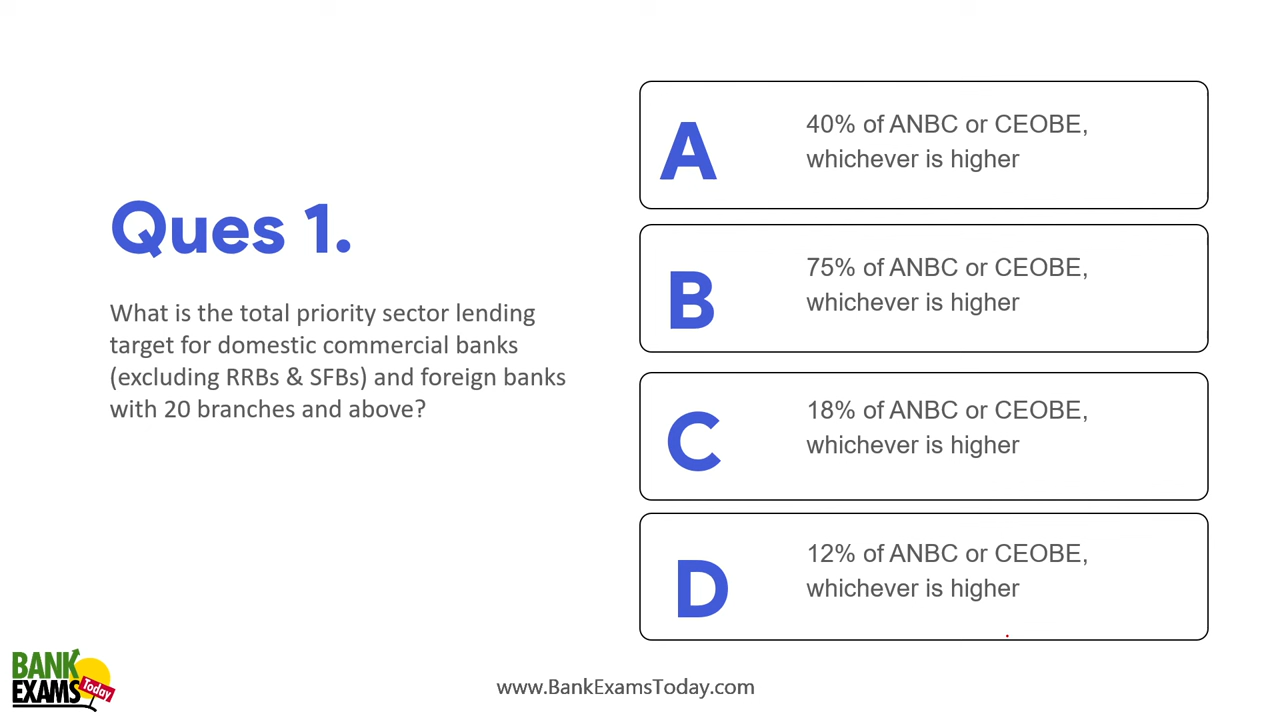 Ques 1.
What is the total priority sector lending
target for domestic commercial banks
(excluding RRBs & SFBs) and foreign banks
with 20 branches and above?
A
40% of ANBC or CEOBE,
whichever is higher
B
75% of ANBC or CEOBE,
whichever is higher
C
18% of ANBC or CEOBE,
whichever is higher
D
12% of ANBC or CEOBE,
whichever is higher
BANK
EXAMS
Today
www.BankExamsToday.com